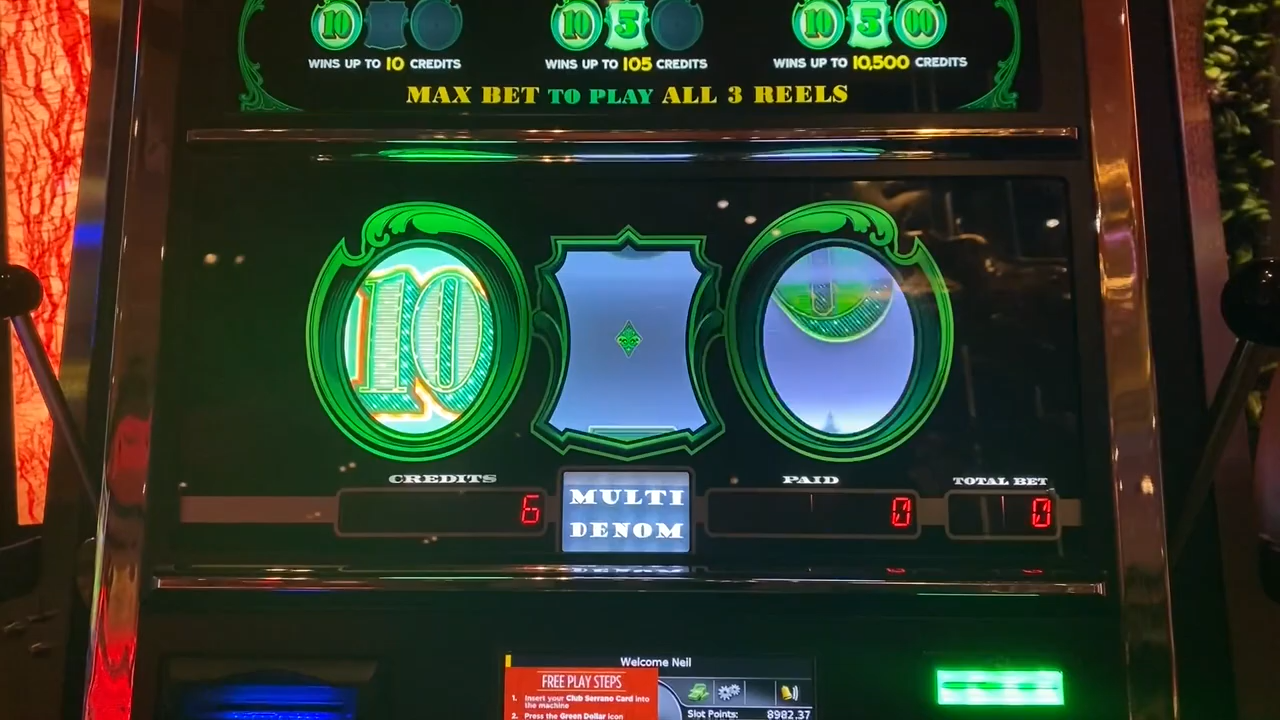 10
10 5
10 5 00
WINS UP TO 10 CREDITS
WINS UP TO 105 CREDITS
WINS UP TO 10,500 CREDITS
MAX BET TO PLAY ALL 3 REELS
10
CREDITS
PAID
TOTAL BET
6
MULTI
DENOM
0
0
Welcome Neil
FREE PLAY STEPS
1. Insert your Club Serrano Card into
the machine
2. Press the Green Dollar icon
Slot Points: 8982.37